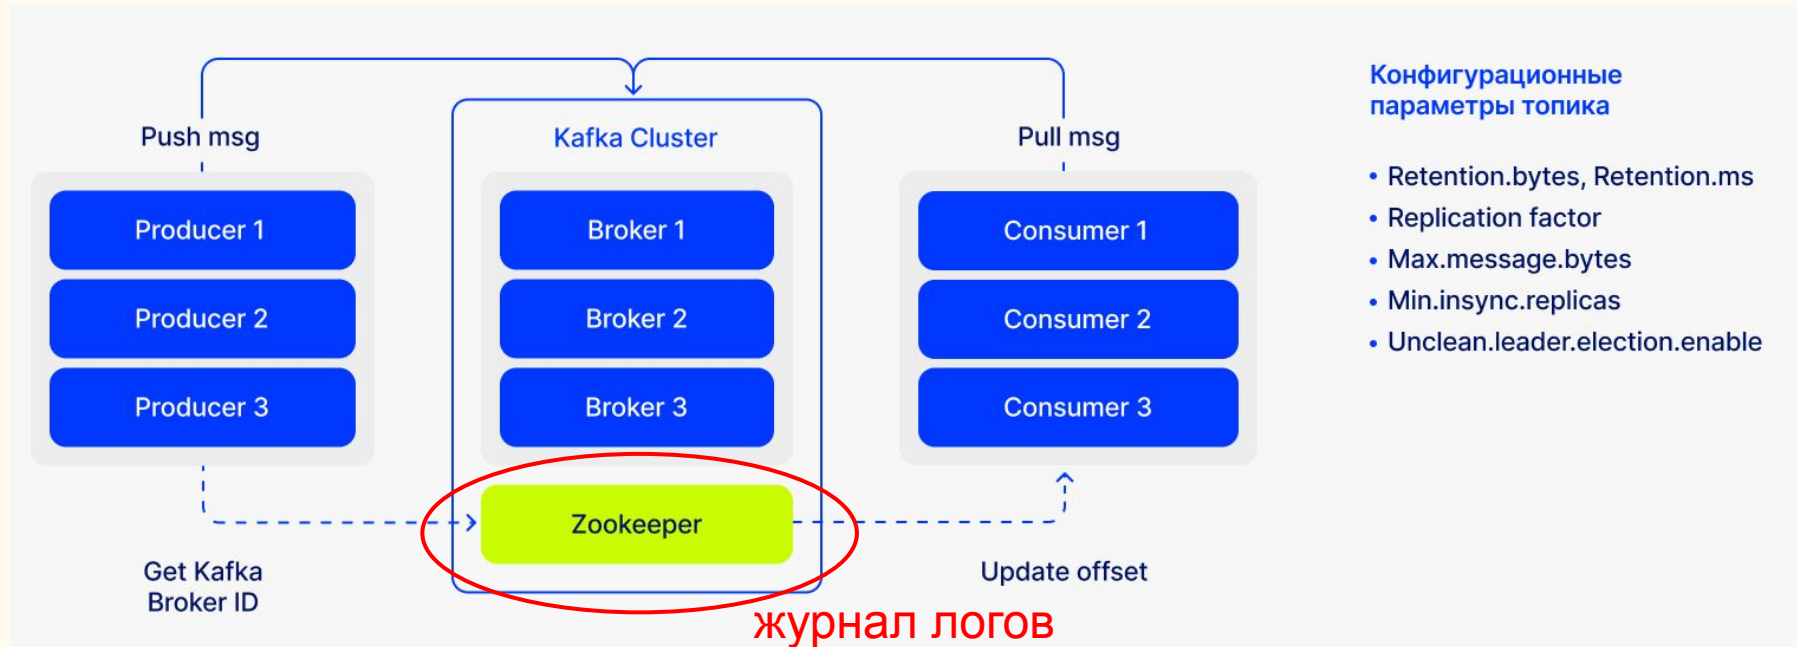 Push msg
Producer 1
Producer 2
Producer 3
Get Kafka
Broker ID
Kafka Cluster
Broker 1
Broker 2
Broker 3
Zookeeper
журнал логов
Pull msg
Consumer 1
Consumer 2
Consumer 3
Update offset
Конфигурационные
параметры топика
• Retention.bytes, Retention.ms
• Replication factor
• Max.message.bytes
• Min.insync.replicas
• Unclean.leader.election.enable